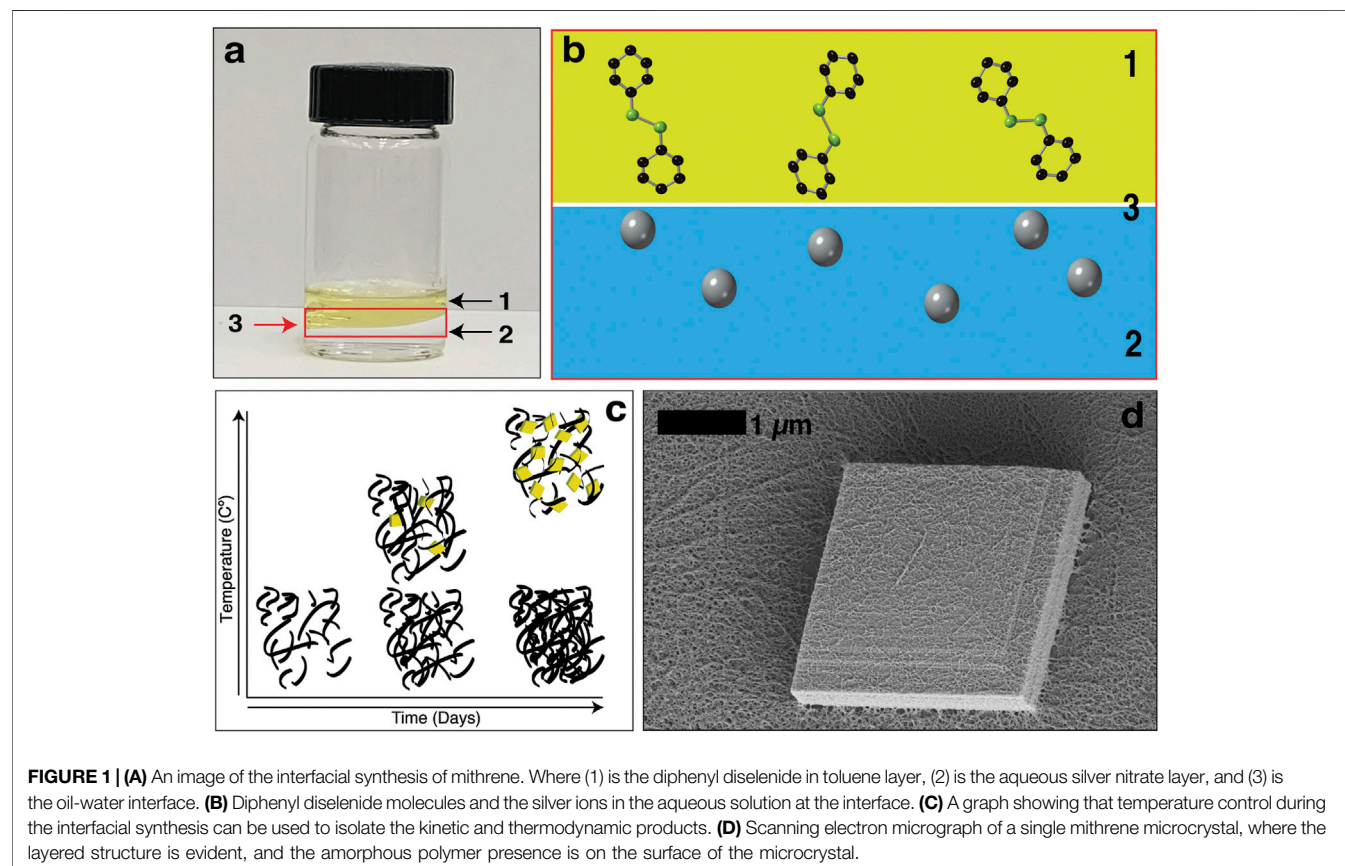 a
1
3
2
b
1
3
2
c
Temperature (C°)
Time (Days)
1 µm
d
FIGURE 1 | (A) An image of the interfacial synthesis of mithrene. Where (1) is the diphenyl diselenide in toluene layer, (2) is the aqueous silver nitrate layer, and (3) is
the oil-water interface. (B) Diphenyl diselenide molecules and the silver ions in the aqueous solution at the interface. (C) A graph showing that temperature control during
the interfacial synthesis can be used to isolate the kinetic and thermodynamic products. (D) Scanning electron micrograph of a single mithrene microcrystal, where the
layered structure is evident, and the amorphous polymer presence is on the surface of the microcrystal.